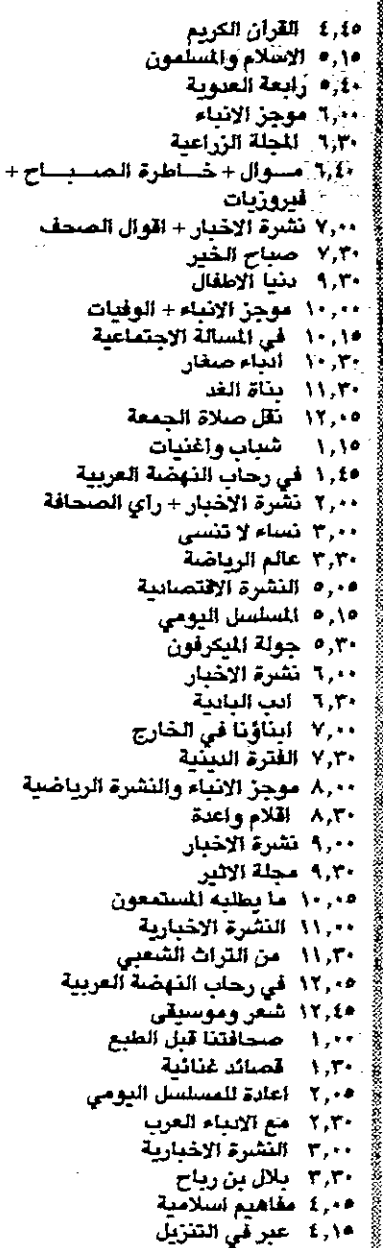 ٤,٤٥ القرآن الكريم
٥,١٥ الاسلام والمسلمون
٥,٤٠ رابعة العدوية
٦,٠٠ موجز الانباء
٦,٣٠ المجلة الزراعية
٦,٤٠ مـــوال + خـــاطرة الصـــبـــاح +
فيروزيات
٧,٠٠ نشرة الاخبار + اقوال الصحف
٧,٣٠ صباح الخير
٩,٣٠ دنيا الاطفال
١٠,٠٠ موجز الانباء + الوفيات
١٠,١٥ في المسالة الاجتماعية
١٠,٣٠ ادباء صغار
١١,٣٠ بناة الغد
١٢,٠٥ نقل صلاة الجمعة
١,١٥ شباب واغنيات
١,٤٥ في رحاب النهضة العربية
٢,٠٠ نشرة الاخبار + راي الصحافة
٣,٠٠ نساء لا تنسى
٣,٣٠ عالم الرياضة
٥,٠٥ النشرة الاقتصادية
٥,١٥ المسلسل اليومي
٥,٣٠ جولة الميكرفون
٦,٠٠ نشرة الاخبار
٦,٣٠ ادب البادية
٧,٠٠ ابناؤنا في الخارج
٧,٣٠ الفترة الدينية
٨,٠٠ موجز الانباء والنشرة الرياضية
٨,٣٠ اقلام واعدة
٩,٠٠ نشرة الاخبار
٩,٣٠ مجلة الاثير
١٠,٠٥ ما يطلبه المستمعون
١١,٠٠ النشرة الاخبارية
١١,٣٠ من التراث الشعبي
١٢,٠٥ في رحاب النهضة العربية
١٢,٤٥ شعر وموسيقى
١,٠٠ صحافتنا قبل الطبع
١,٣٠ قصائد غنائية
٢,٠٥ اعادة للمسلسل اليومي
٢,٣٠ مع الادباء العرب
٣,٠٠ النشرة الاخبارية
٣,٣٠ بلال بن رباح
٤,٠٥ مفاهيم اسلامية
٤,١٥ عبر في التنزيل